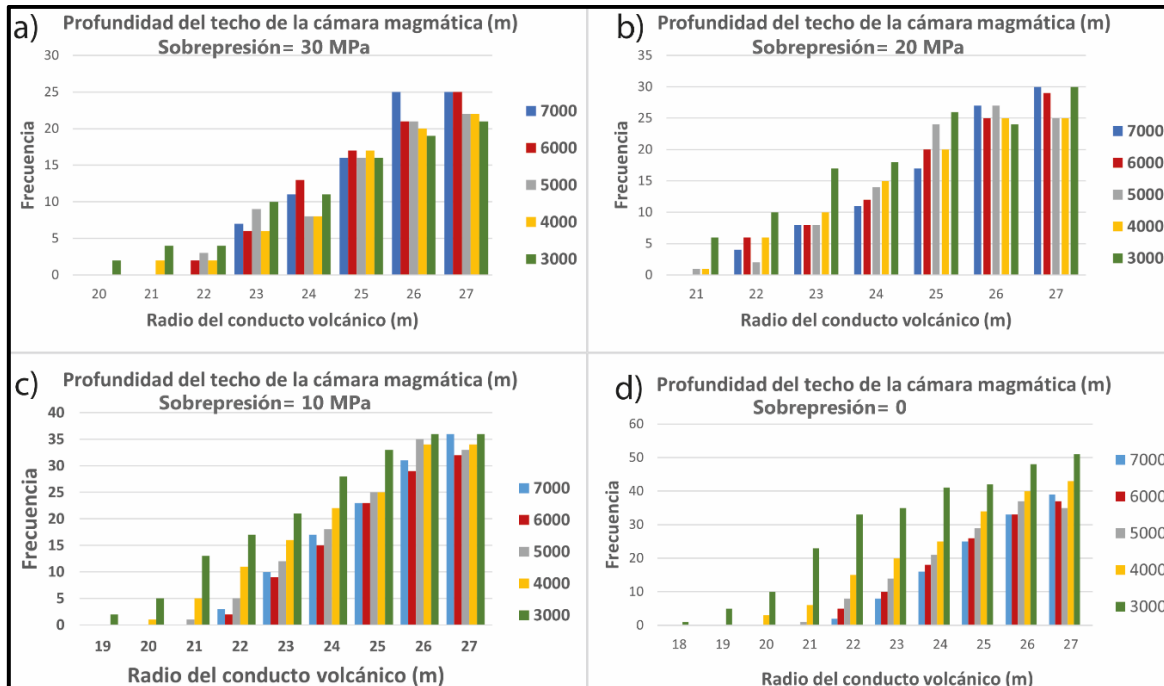 a)
Profundidad del techo de la cámara magmática (m)
Sobrepresión= 30 MPa
30
25
20
15
10
5
0
Frecuencia
20 21 22 23 24 25 26 27
Radio del conducto volcánico (m)
7000
6000
5000
4000
3000
b)
Profundidad del techo de la cámara magmática (m)
Sobrepresión= 20 MPa
35
30
25
20
15
10
5
0
Frecuencia
21 22 23 24 25 26 27
Radio del conducto volcánico (m)
7000
6000
5000
4000
3000
c)
Profundidad del techo de la cámara magmática (m)
Sobrepresión= 10 MPa
40
35
30
25
20
15
10
5
0
Frecuencia
19 20 21 22 23 24 25 26 27
Radio del conducto volcánico (m)
7000
6000
5000
4000
3000
d)
Profundidad del techo de la cámara magmática (m)
Sobrepresión= 0
60
50
40
30
20
10
0
Frecuencia
18 19 20 21 22 23 24 25 26 27
Radio del conducto volcánico (m)
7000
6000
5000
4000
3000